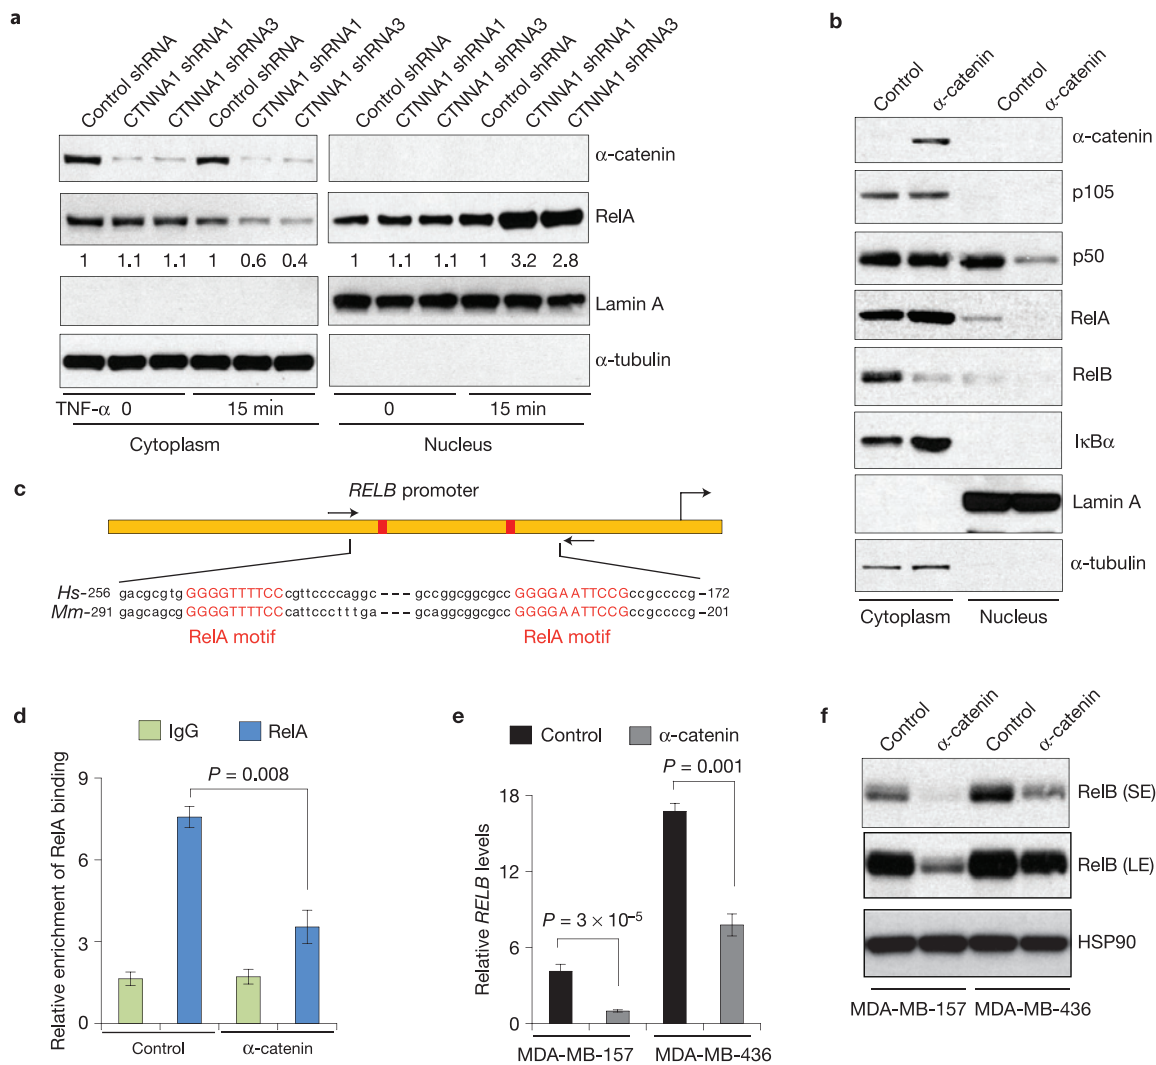 a
Control shRNA
CTNNA1 shRNA1
CTNNA1 shRNA3
Control shRNA
CTNNA1 shRNA1
CTNNA1 shRNA3
Control shRNA
CTNNA1 shRNA1
CTNNA1 shRNA3
Control shRNA
CTNNA1 shRNA1
CTNNA1 shRNA3
α-catenin
RelA
1 1.1 1.1 1 0.6 0.4 1 1.1 1.1 1 3.2 2.8
Lamin A
α-tubulin
TNF-α 0 15 min 0 15 min
Cytoplasm Nucleus
b
Control
α-catenin
Control
α-catenin
α-catenin
p105
p50
RelA
RelB
IκBα
Lamin A
α-tubulin
Cytoplasm Nucleus
c
RELB promoter
Hs-256 gacgcgtg GGGGTTTTCC cgttccccaggc --- gccggcggcgcc GGGGAATTCCG ccgccccg-172
Mm-291 gagcagcg GGGGTTTTCC cattccctttga --- gcaggcggcgcc GGGGAATTCCG ccgccccg-201
RelA motif RelA motif
d
IgG RelA
P = 0.008
Relative enrichment of RelA binding
9
6
3
0
Control α-catenin
e
Control α-catenin
P = 0.001
P = 3 × 10⁻⁵
Relative RELB levels
18
12
6
0
MDA-MB-157 MDA-MB-436
f
Control
α-catenin
Control
α-catenin
RelB (SE)
RelB (LE)
HSP90
MDA-MB-157 MDA-MB-436